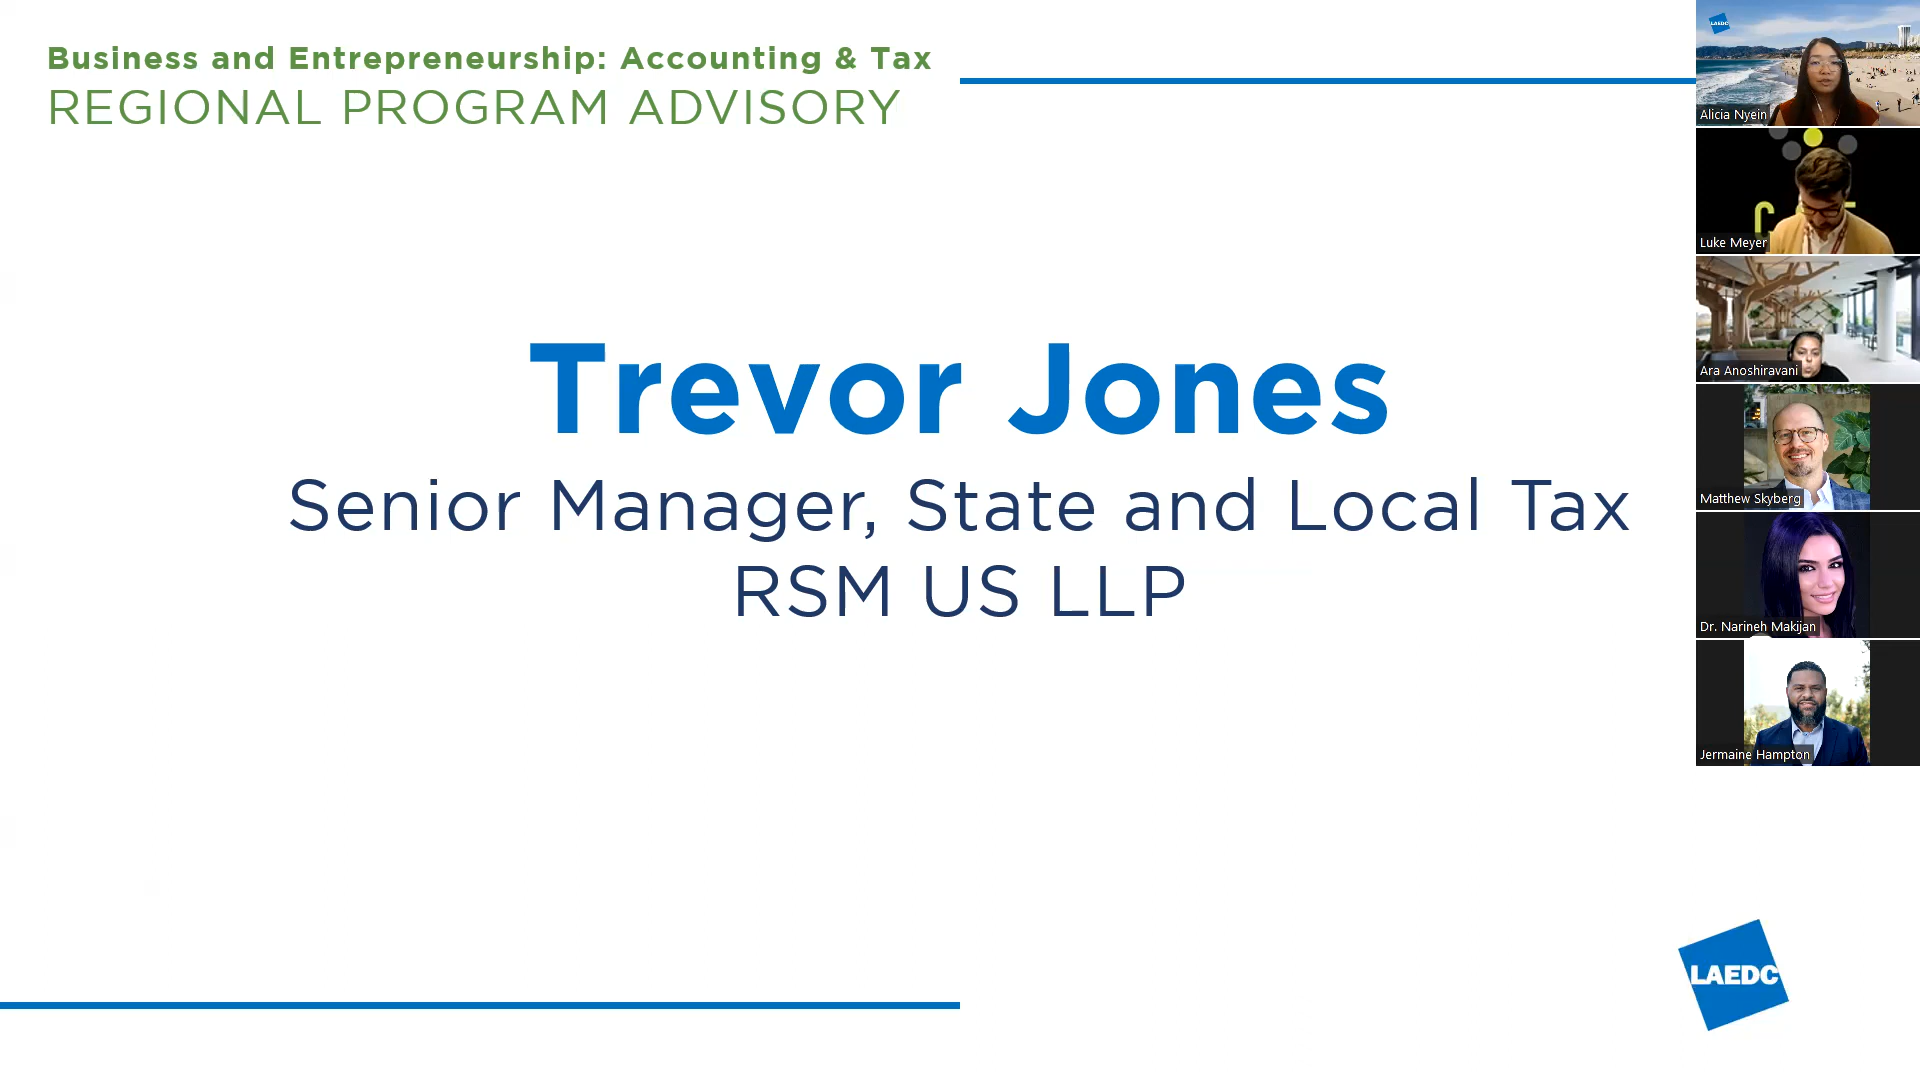 Business and Entrepreneurship: Accounting & Tax
REGIONAL PROGRAM ADVISORY
Trevor Jones
Senior Manager, State and Local Tax
RSM US LLP
LAEDC
LAEDC
Alicia Nyein
Luke Meyer
Ara Anoshiravani
Matthew Skyberg
Dr. Narineh Makijan
Jermaine Hampton